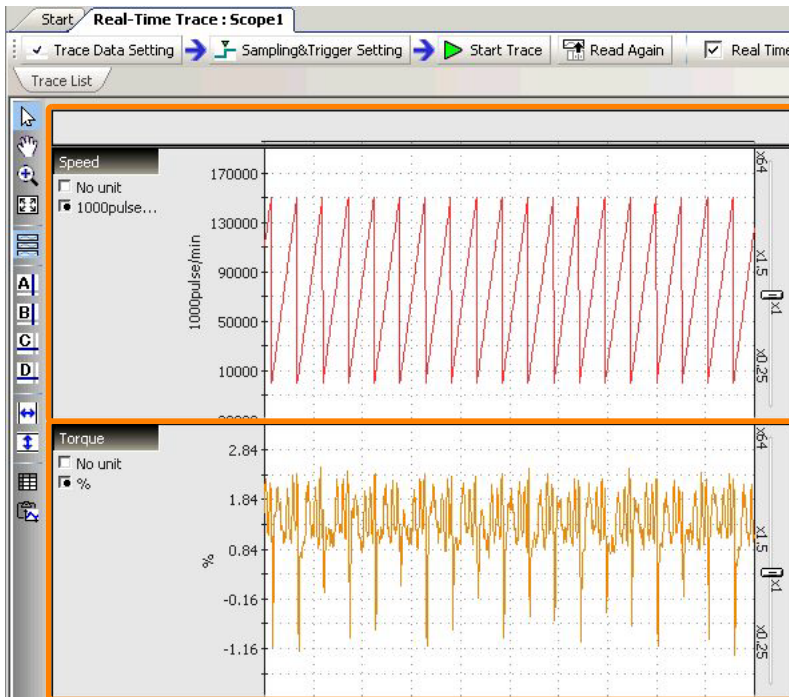 Start
Real-Time Trace : Scope1
Trace Data Setting
Sampling&Trigger Setting
Start Trace
Read Again
Real Time
Trace List
Speed
No unit
1000pulse...
1000pulse/min
170000
130000
90000
50000
10000
x64
x1.5
x1
x0.25
A
B
C
D
Torque
No unit
%
%
2.84
1.84
0.84
-0.16
-1.16
x64
x1.5
x1
x0.25